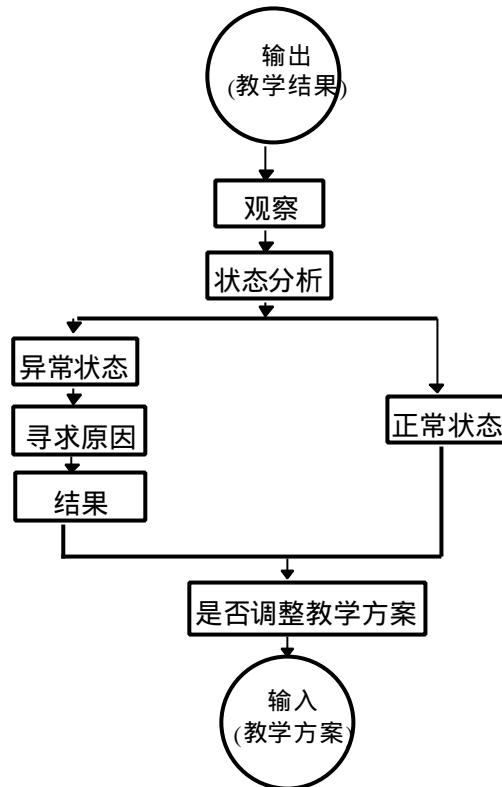 输出
(教学结果)
观察
状态分析
异常状态
寻求原因
正常状态
结果
是否调整教学方案
输入
(教学方案)